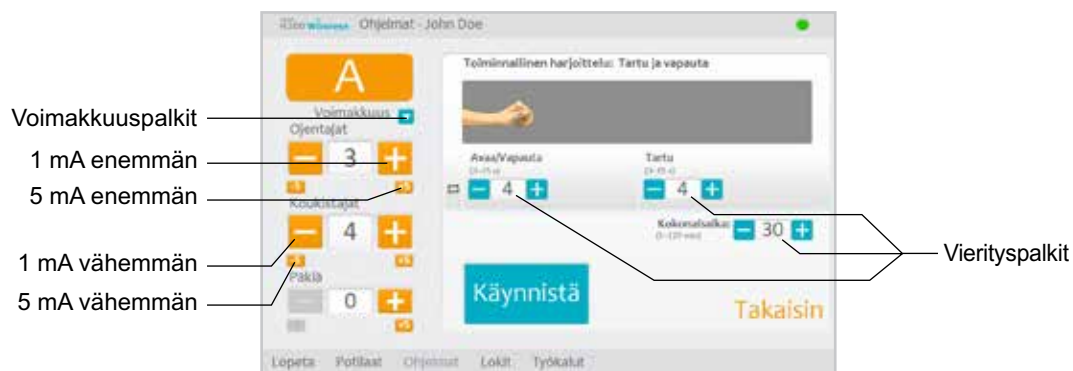 Ohjelmat - John Doe
A
Toiminnallinen harjoittelu: Tartu ja vapauta
Voimakkuuspalkit
Voimakkuus
Ojentajat
1 mA enemmän
3
5 mA enemmän
Avaa/Vapauta
Tartu
4
4
Koukistajat
1 mA vähemmän
4
5 mA vähemmän
Kokonaisaika:
30
Vierityspalkit
Pakia
0
Käynnistä
Takaisin
Lopeta Potilaat Ohjelmat Lokit Työkalut